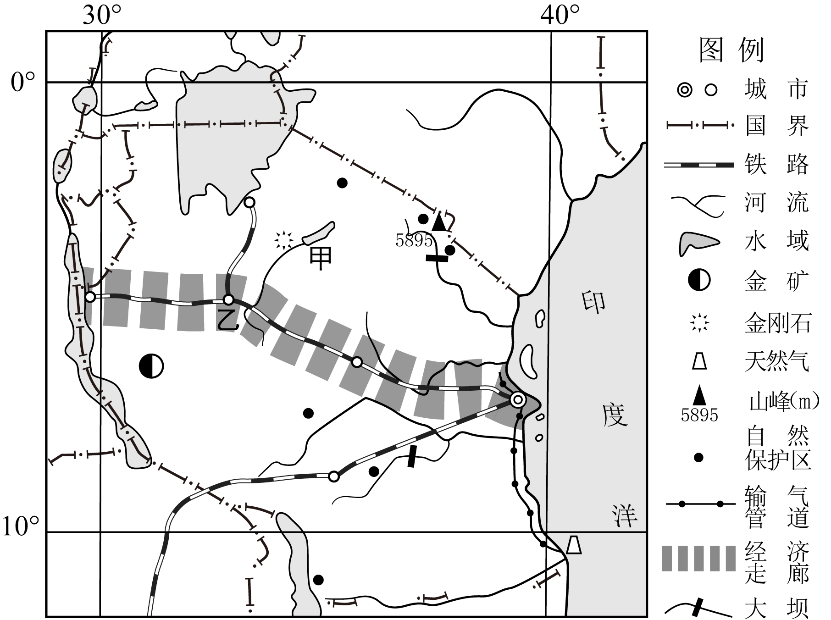 30°
40°
0°
10°
5895
甲
乙
印
度
洋
图 例
城 市
国 界
铁 路
河 流
水 域
金 矿
金刚石
天然气
5895
山峰(m)
自 然
保护区
输 气
管 道
经 济
走 廊
大 坝